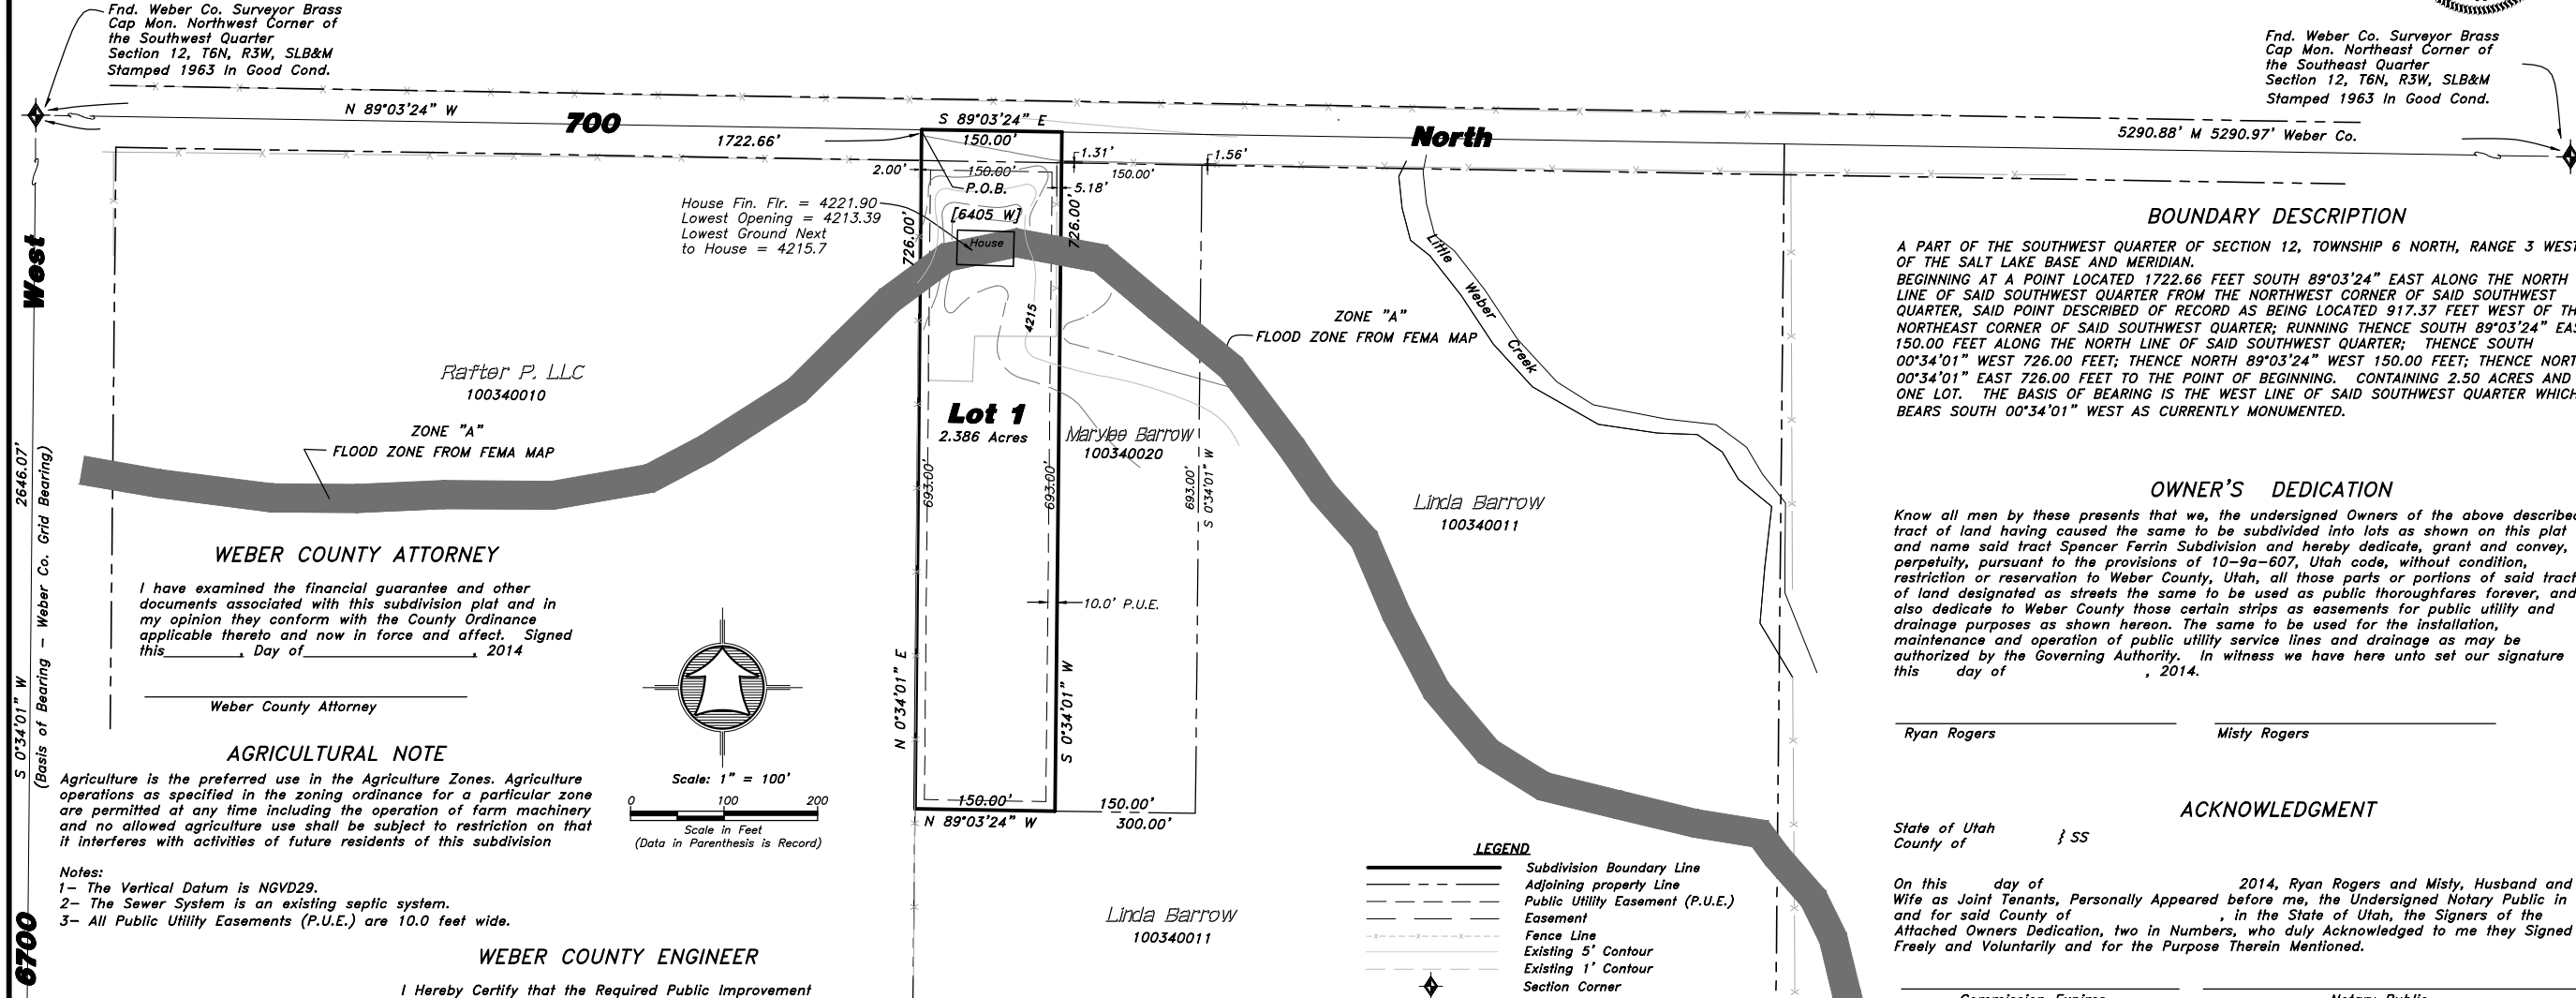 Fnd. Weber Co. Surveyor Brass
Cap Mon. Northwest Corner of
the Southwest Quarter
Section 12, T6N, R3W, SLB&M
Stamped 1963 In Good Cond.
Fnd. Weber Co. Surveyor Brass
Cap Mon. Northeast Corner of
the Southeast Quarter
Section 12, T6N, R3W, SLB&M
Stamped 1963 In Good Cond.
N 89°03'24" W
700
1722.66'
S 89°03'24" E
150.00'
North
5290.88' M 5290.97' Weber Co.
1.31'
1.56'
2.00'
150.00'
150.00'
P.O.B.
5.18'
House Fin. Flr. = 4221.90
Lowest Opening = 4213.39
Lowest Ground Next
to House = 4215.7
[6405 W]
House
726.00'
726.00'
4215
West
Little
Weber
Creek
ZONE "A"
FLOOD ZONE FROM FEMA MAP
Rafter P. LLC
100340010
ZONE "A"
FLOOD ZONE FROM FEMA MAP
Lot 1
2.386 Acres
Marybe Barrow
100340020
693.00'
693.00'
693.00'
S 0°34'01" W
Linda Barrow
100340011
2646.07'
(Basis of Bearing - Weber Co. Grid Bearing)
S 0°34'01" W
6700
10.0' P.U.E.
N 0°34'01" E
S 0°34'01" W
150.00'
150.00'
N 89°03'24" W
300.00'
Linda Barrow
100340011
WEBER COUNTY ATTORNEY
I have examined the financial guarantee and other
documents associated with this subdivision plat and in
my opinion they conform with the County Ordinance
applicable thereto and now in force and affect. Signed
this________, Day of________________, 2014
Weber County Attorney
AGRICULTURAL NOTE
Agriculture is the preferred use in the Agriculture Zones. Agriculture
operations as specified in the zoning ordinance for a particular zone
are permitted at any time including the operation of farm machinery
and no allowed agriculture use shall be subject to restriction on that
it interferes with activities of future residents of this subdivision
Notes:
1- The Vertical Datum is NGVD29.
2- The Sewer System is an existing septic system.
3- All Public Utility Easements (P.U.E.) are 10.0 feet wide.
Scale: 1" = 100'
0 100 200
Scale in Feet
(Data in Parenthesis is Record)
WEBER COUNTY ENGINEER
I Hereby Certify that the Required Public Improvement
LEGEND
Subdivision Boundary Line
Adjoining property Line
Public Utility Easement (P.U.E.)
Easement
Fence Line
Existing 5' Contour
Existing 1' Contour
Section Corner
BOUNDARY DESCRIPTION
A PART OF THE SOUTHWEST QUARTER OF SECTION 12, TOWNSHIP 6 NORTH, RANGE 3 WEST
OF THE SALT LAKE BASE AND MERIDIAN.
BEGINNING AT A POINT LOCATED 1722.66 FEET SOUTH 89°03'24" EAST ALONG THE NORTH
LINE OF SAID SOUTHWEST QUARTER FROM THE NORTHWEST CORNER OF SAID SOUTHWEST
QUARTER, SAID POINT DESCRIBED OF RECORD AS BEING LOCATED 917.37 FEET WEST OF TH
NORTHEAST CORNER OF SAID SOUTHWEST QUARTER; RUNNING THENCE SOUTH 89°03'24" EA
150.00 FEET ALONG THE NORTH LINE OF SAID SOUTHWEST QUARTER; THENCE SOUTH
00°34'01" WEST 726.00 FEET; THENCE NORTH 89°03'24" WEST 150.00 FEET; THENCE NORT
00°34'01" EAST 726.00 FEET TO THE POINT OF BEGINNING. CONTAINING 2.50 ACRES AND
ONE LOT. THE BASIS OF BEARING IS THE WEST LINE OF SAID SOUTHWEST QUARTER WHICH
BEARS SOUTH 00°34'01" WEST AS CURRENTLY MONUMENTED.
OWNER'S DEDICATION
Know all men by these presents that we, the undersigned Owners of the above described
tract of land having caused the same to be subdivided into lots as shown on this plat
and name said tract Spencer Ferrin Subdivision and hereby dedicate, grant and convey,
perpetuity, pursuant to the provisions of 10-9a-607, Utah code, without condition,
restriction or reservation to Weber County, Utah, all those parts or portions of said tract
of land designated as streets the same to be used as public thoroughfares forever, and
also dedicate to Weber County those certain strips as easements for public utility and
drainage purposes as shown hereon. The same to be used for the installation,
maintenance and operation of public utility service lines and drainage as may be
authorized by the Governing Authority. In witness we have here unto set our signature
this day of , 2014.
Ryan Rogers
Misty Rogers
ACKNOWLEDGMENT
State of Utah
County of
} SS
On this day of 2014, Ryan Rogers and Misty, Husband and
Wife as Joint Tenants, Personally Appeared before me, the Undersigned Notary Public in
and for said County of , in the State of Utah, the Signers of the
Attached Owners Dedication, two in Numbers, who duly Acknowledged to me they Signed
Freely and Voluntarily and for the Purpose Therein Mentioned.
Commission Expires
Notary Public